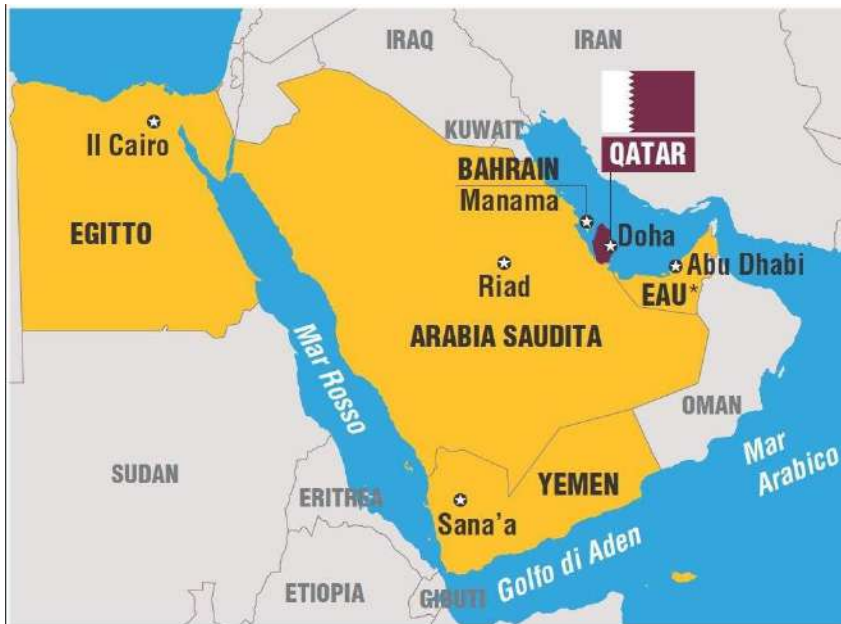 IRAQ
IRAN
KUWAIT
QATAR
Il Cairo
BAHRAIN
Manama
EGITTO
Doha
Abu Dhabi
Riad
EAU*
Mar Rosso
ARABIA SAUDITA
OMAN
SUDAN
Mar
Arabico
YEMEN
ERITREA
Sana'a
Golfo di Aden
ETIOPIA
GIBUTI